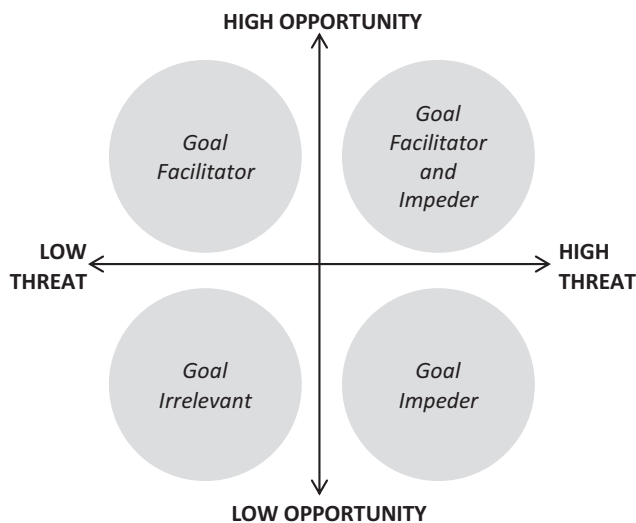 HIGH OPPORTUNITY
Goal
Facilitator
Goal
Facilitator
and
Impeder
LOW
THREAT
HIGH
THREAT
Goal
Irrelevant
Goal
Impeder
LOW OPPORTUNITY